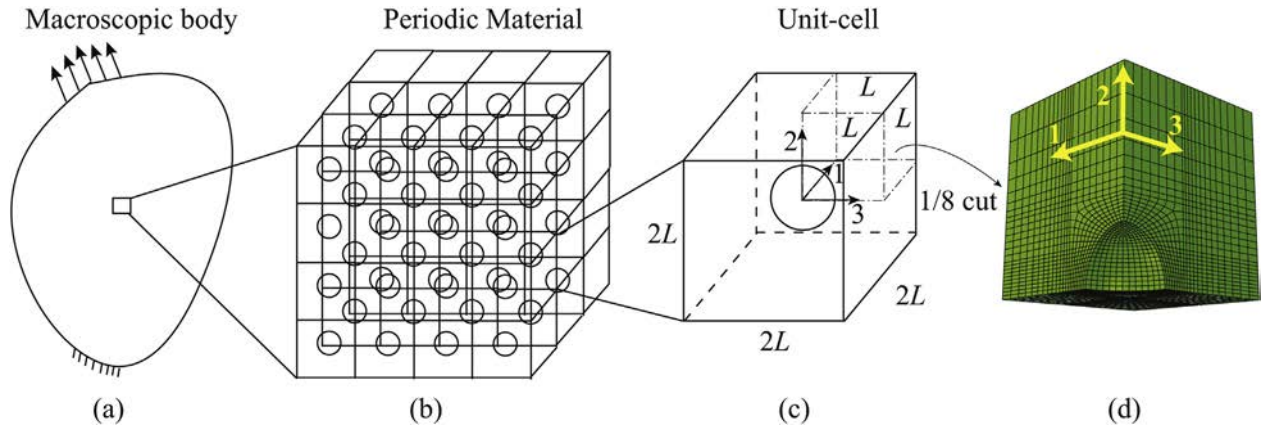 Macroscopic body
Periodic Material
Unit-cell
L
L
L
2
1
3
1/8 cut
2L
2L
2L
2
1
3
(a)
(b)
(c)
(d)